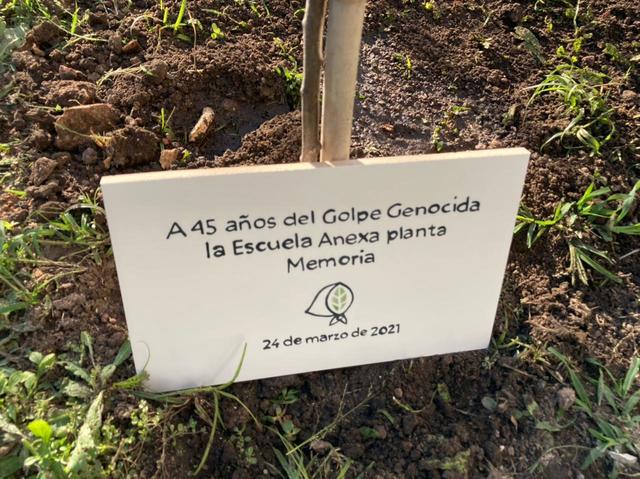 A 45 años del Golpe Genocida
la Escuela Anexa planta
Memoria
24 de marzo de 2021